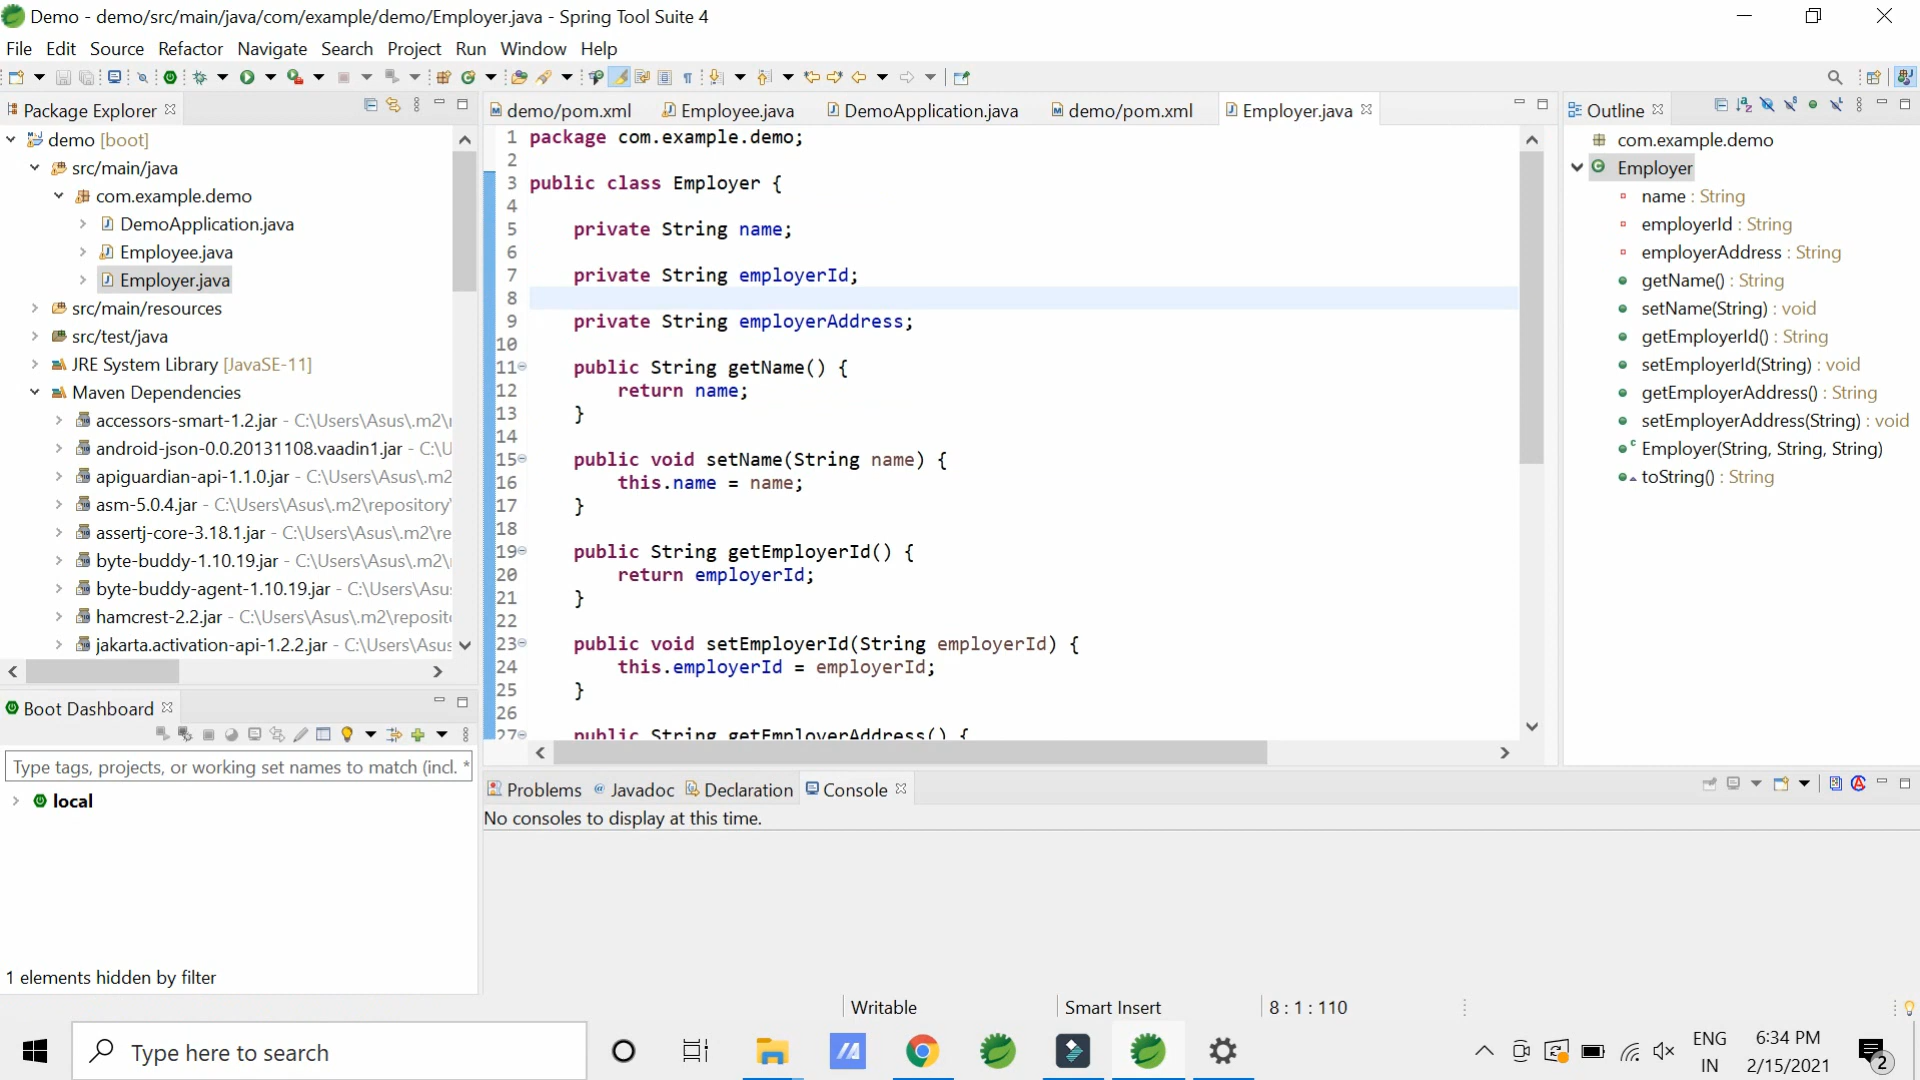 Demo - demo/src/main/java/com/example/demo/Employer.java - Spring Tool Suite 4
File Edit Source Refactor Navigate Search Project Run Window Help
Package Explorer
demo [boot]
src/main/java
com.example.demo
DemoApplication.java
Employee.java
Employer.java
src/main/resources
src/test/java
JRE System Library [JavaSE-11]
Maven Dependencies
accessors-smart-1.2.jar - C:\Users\Asus\.m2\
android-json-0.0.20131108.vaadin1.jar - C:\U
apiguardian-api-1.1.0.jar - C:\Users\Asus\.m2
asm-5.0.4.jar - C:\Users\Asus\.m2\repository
assertj-core-3.18.1.jar - C:\Users\Asus\.m2\re
byte-buddy-1.10.19.jar - C:\Users\Asus\.m2\
byte-buddy-agent-1.10.19.jar - C:\Users\Asu
hamcrest-2.2.jar - C:\Users\Asus\.m2\reposit
jakarta.activation-api-1.2.2.jar - C:\Users\Asus
Boot Dashboard
Type tags, projects, or working set names to match (incl. *
local
1 elements hidden by filter
demo/pom.xml Employee.java DemoApplication.java demo/pom.xml Employer.java
1 package com.example.demo;
2
3 public class Employer {
4
5 private String name;
6
7 private String employerId;
8
9 private String employerAddress;
10
11 public String getName() {
12 return name;
13 }
14
15 public void setName(String name) {
16 this.name = name;
17 }
18
19 public String getEmployerId() {
20 return employerId;
21 }
22
23 public void setEmployerId(String employerId) {
24 this.employerId = employerId;
25 }
26
27 public String getEmployerAddress() {
Outline
com.example.demo
Employer
name : String
employerId : String
employerAddress : String
getName() : String
setName(String) : void
getEmployerId() : String
setEmployerId(String) : void
getEmployerAddress() : String
setEmployerAddress(String) : void
Employer(String, String, String)
toString() : String
Problems Javadoc Declaration Console
No consoles to display at this time.
Writable Smart Insert 8 : 1 : 110
Type here to search
ENG
IN
6:34 PM
2/15/2021
2